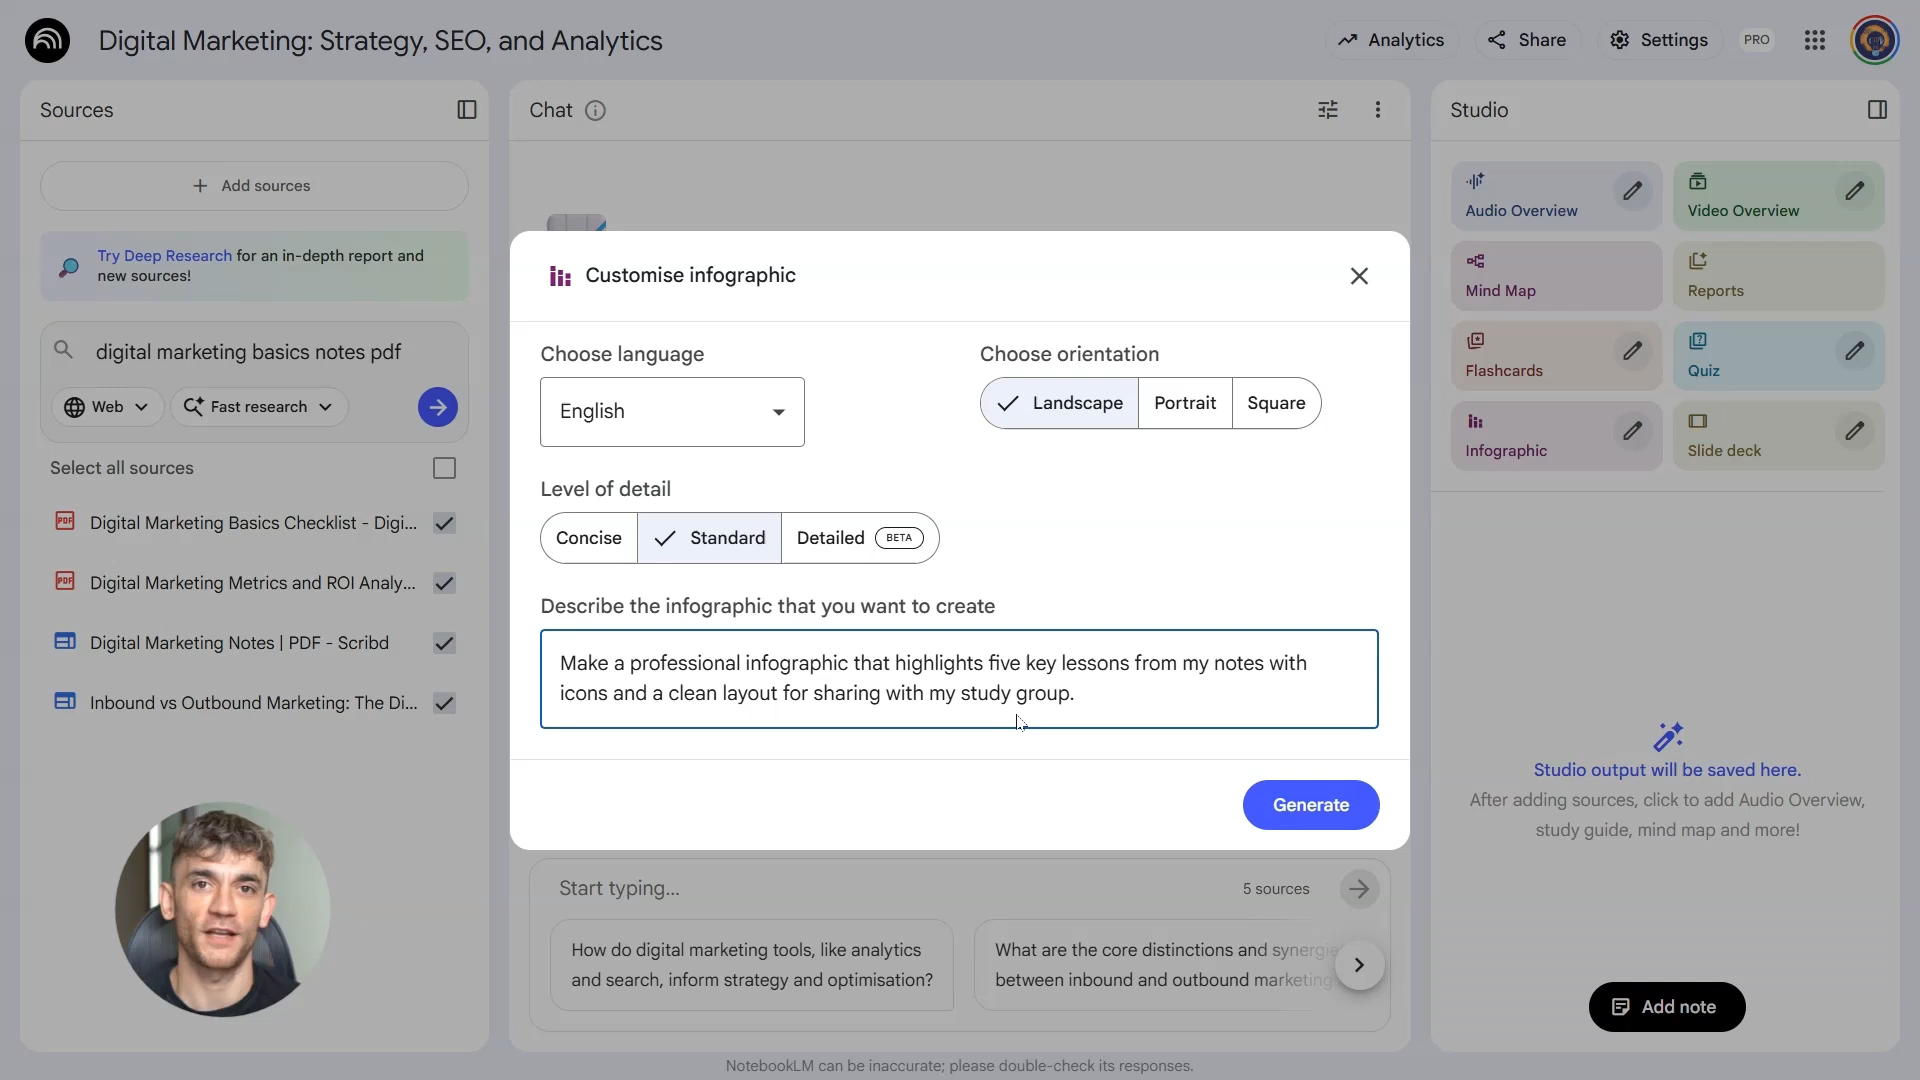 Digital Marketing: Strategy, SEO, and Analytics
Analytics
Share
Settings
PRO
Sources
Add sources
Try Deep Research for an in-depth report and
new sources!
digital marketing basics notes pdf
Web
Fast research
Select all sources
PDF
Digital Marketing Basics Checklist - Digi...
PDF
Digital Marketing Metrics and ROI Analy...
Digital Marketing Notes | PDF - Scribd
Inbound vs Outbound Marketing: The Di...
Chat
Customise infographic
Choose language
English
Choose orientation
Landscape
Portrait
Square
Level of detail
Concise
Standard
Detailed
BETA
Describe the infographic that you want to create
Make a professional infographic that highlights five key lessons from my notes with
icons and a clean layout for sharing with my study group.
Generate
Start typing...
5 sources
How do digital marketing tools, like analytics
and search, inform strategy and optimisation?
What are the core distinctions and synergie
between inbound and outbound marketing
NotebookLM can be inaccurate; please double-check its responses.
Studio
Audio Overview
Video Overview
Mind Map
Reports
Flashcards
Quiz
Infographic
Slide deck
Studio output will be saved here.
After adding sources, click to add Audio Overview,
study guide, mind map and more!
Add note